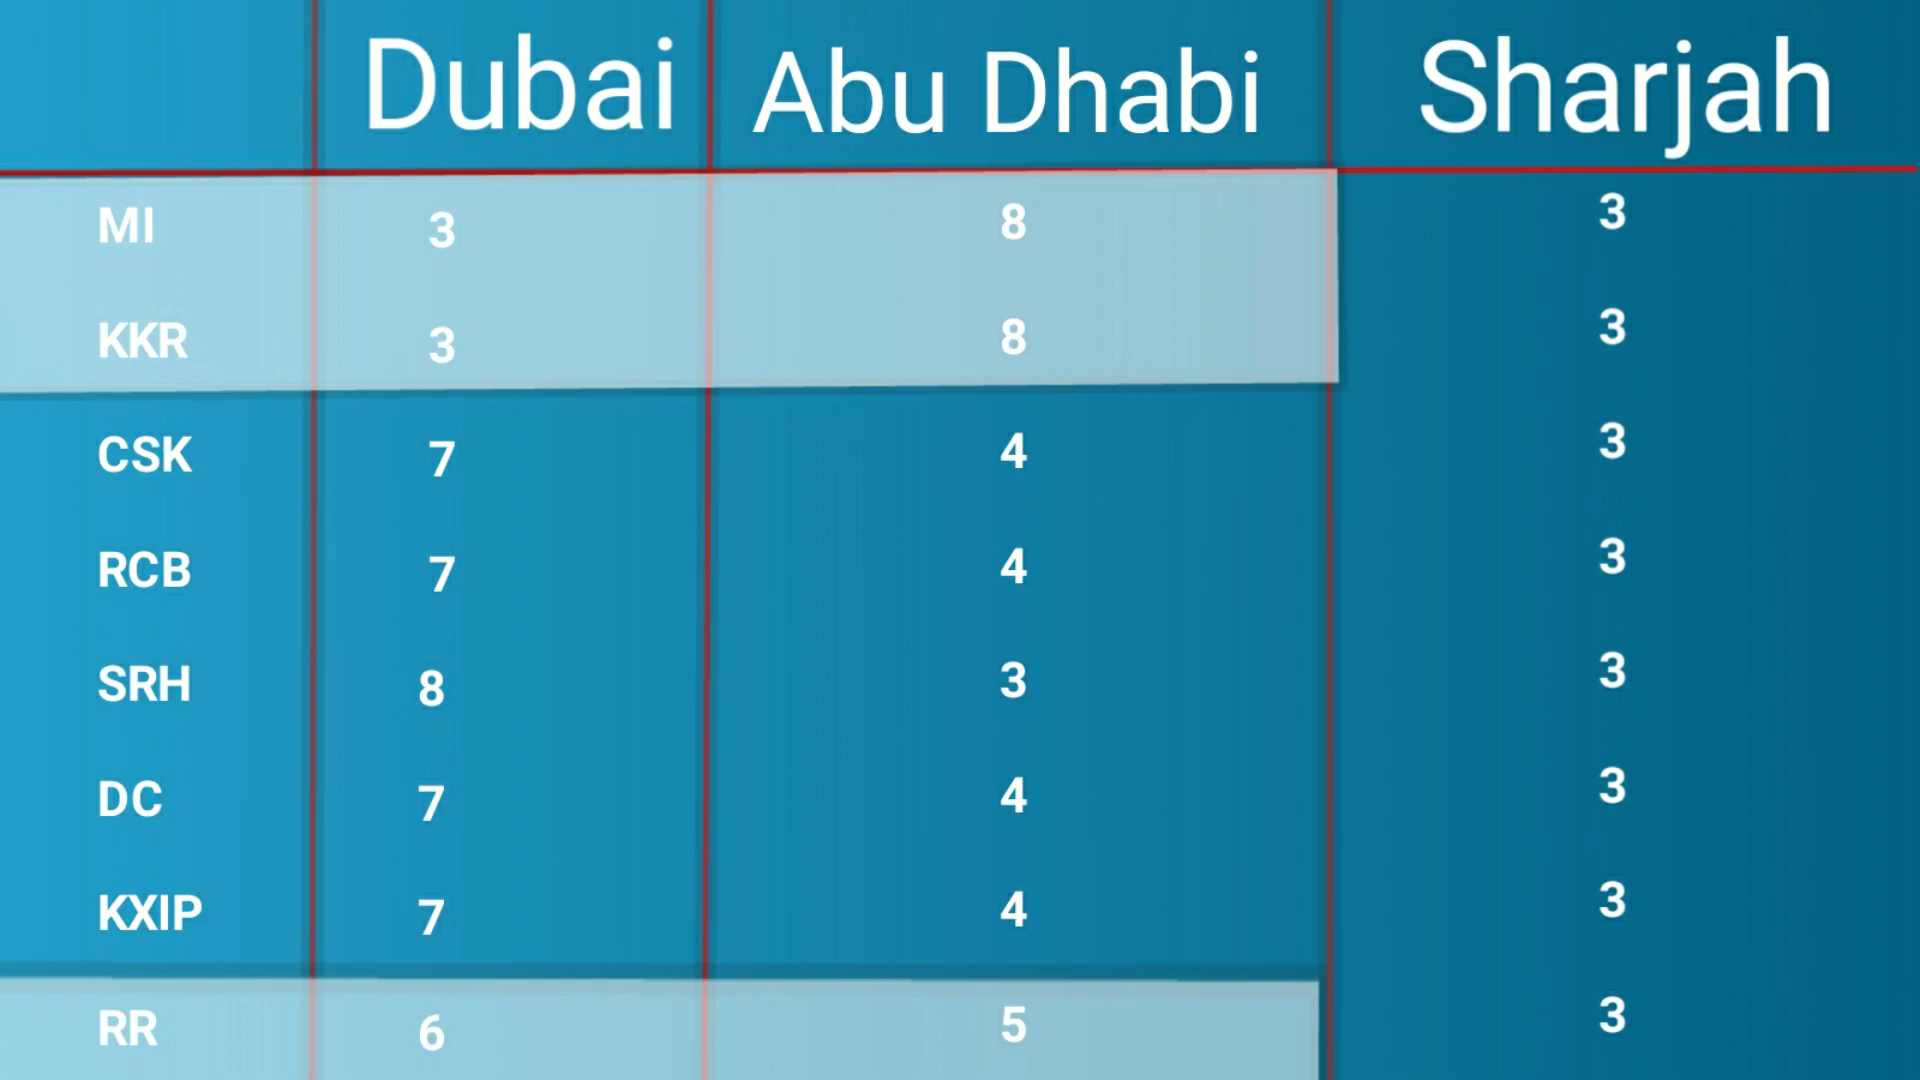 Dubai Abu Dhabi Sharjah
MI 3 8 3
KKR 3 8 3
CSK 7 4 3
RCB 7 4 3
SRH 8 3 3
DC 7 4 3
KXIP 7 4 3
RR 6 5 3